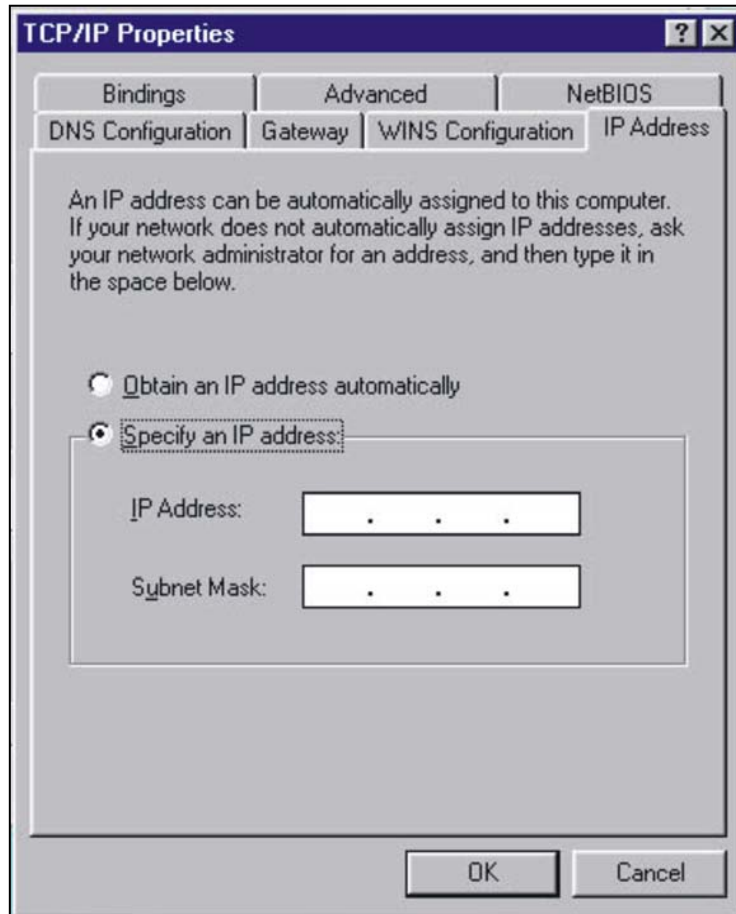 TCP/IP Properties
? X
Bindings Advanced NetBIOS
DNS Configuration Gateway WINS Configuration IP Address
An IP address can be automatically assigned to this computer.
If your network does not automatically assign IP addresses, ask
your network administrator for an address, and then type it in
the space below.
Obtain an IP address automatically
Specify an IP address:
IP Address: . . .
Subnet Mask: . . .
OK Cancel